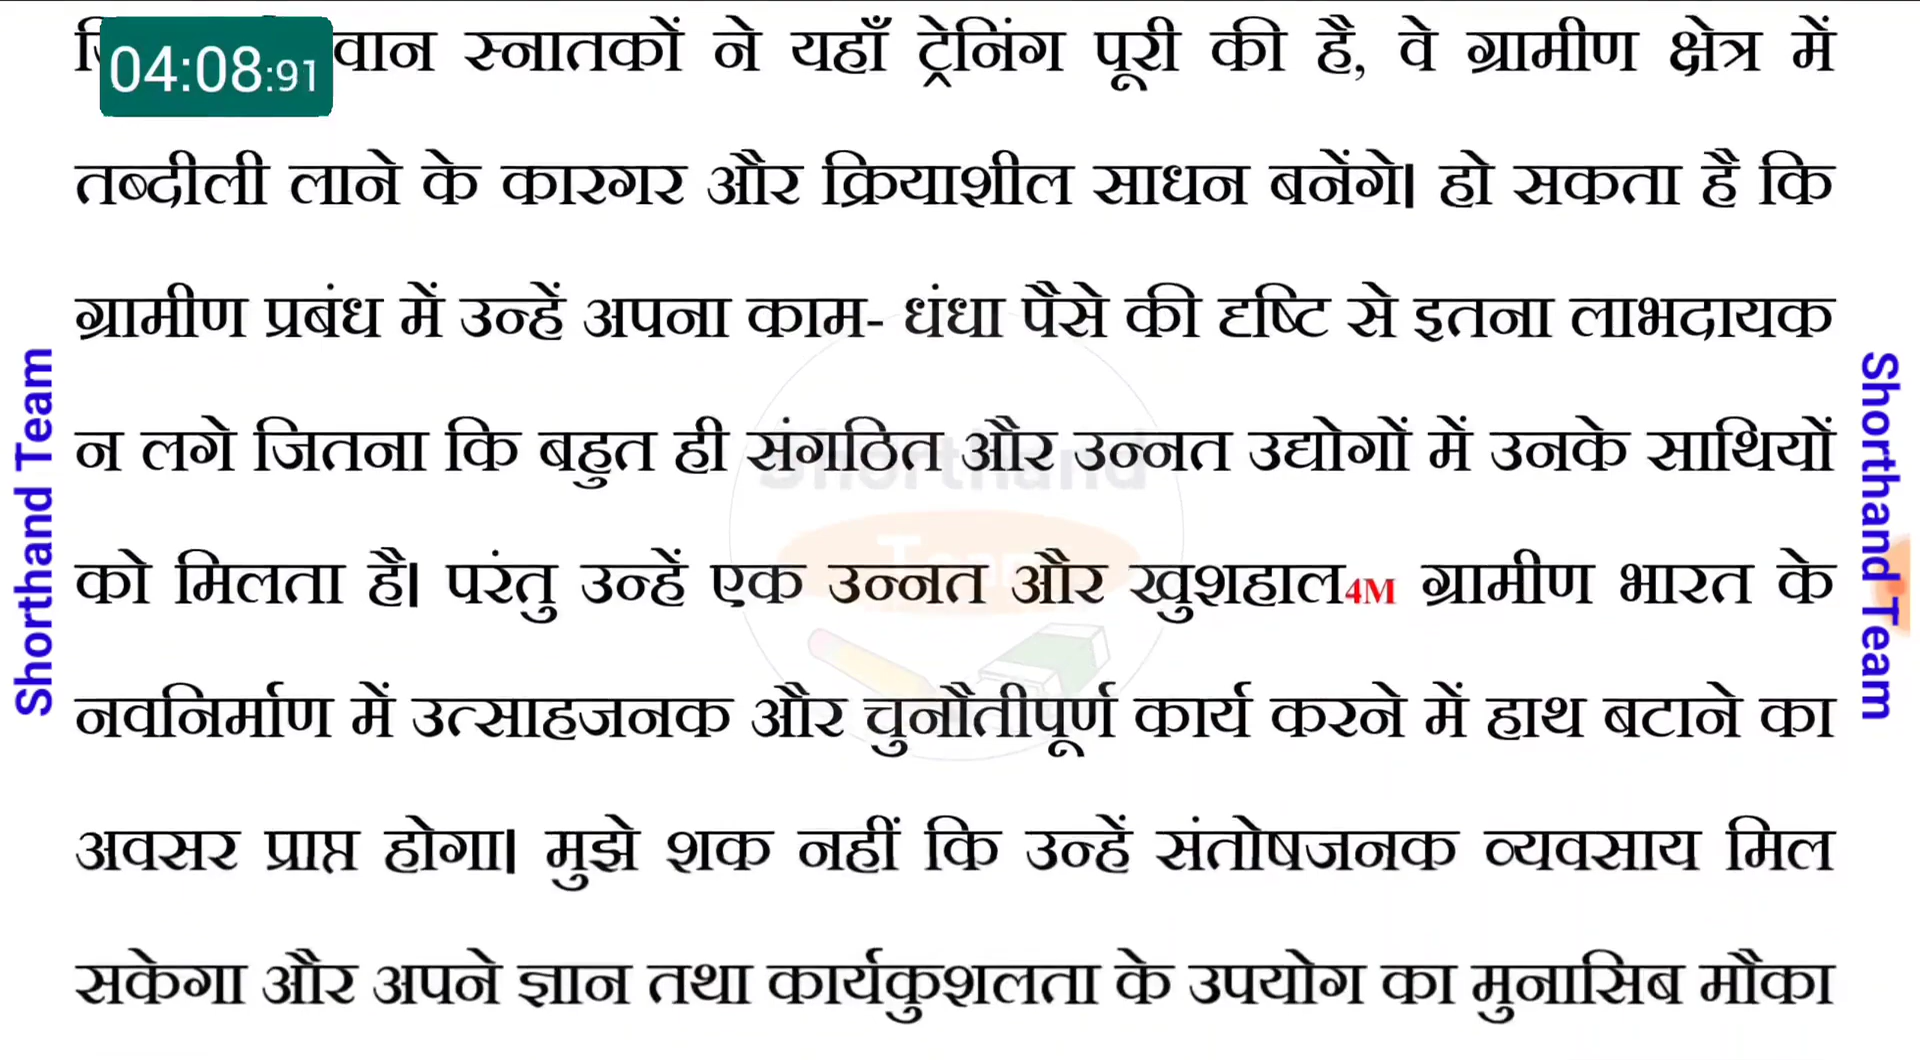 04:08:91
वान स्नातकों ने यहाँ ट्रेनिंग पूरी की है, वे ग्रामीण क्षेत्र में
तब्दीली लाने के कारगर और क्रियाशील साधन बनेंगे। हो सकता है कि
ग्रामीण प्रबंध में उन्हें अपना काम- धंधा पैसे की दृष्टि से इतना लाभदायक
न लगे जितना कि बहुत ही संगठित और उन्नत उद्योगों में उनके साथियों
को मिलता है। परंतु उन्हें एक उन्नत और खुशहाल4M ग्रामीण भारत के
नवनिर्माण में उत्साहजनक और चुनौतीपूर्ण कार्य करने में हाथ बटाने का
अवसर प्राप्त होगा। मुझे शक नहीं कि उन्हें संतोषजनक व्यवसाय मिल
सकेगा और अपने ज्ञान तथा कार्यकुशलता के उपयोग का मुनासिब मौका
Shorthand Team
Shorthand Team
Shorthand
Team